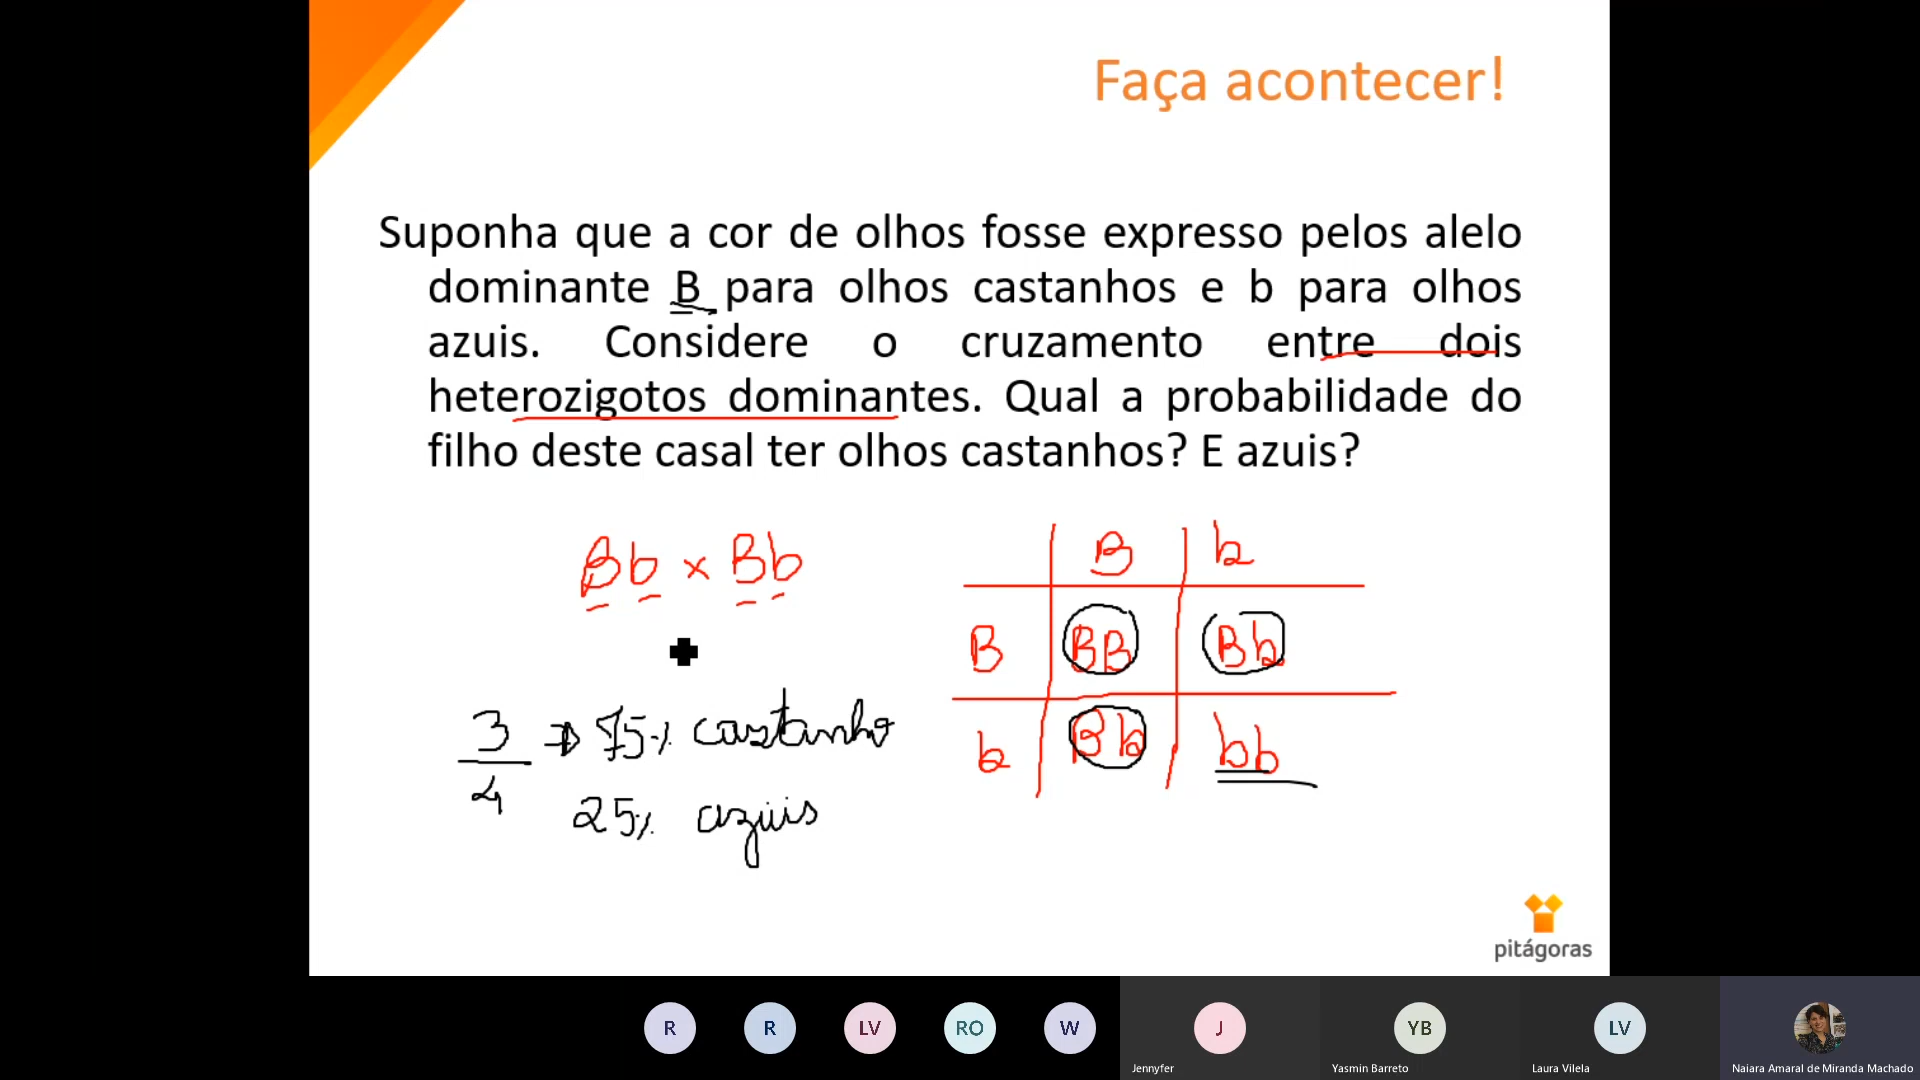 Faça acontecer!
Suponha que a cor de olhos fosse expresso pelos alelo
dominante B para olhos castanhos e b para olhos
azuis. Considere o cruzamento entre dois
heterozigotos dominantes. Qual a probabilidade do
filho deste casal ter olhos castanhos? E azuis?
Bb x Bb
B b
B BB Bb
b Bb bb
3/4 → 75% castanho
25% azuis
pitágoras
R R LV RO W J YB LV
Jennyfer Yasmin Barreto Laura Vilela Naiara Amaral de Miranda Machado